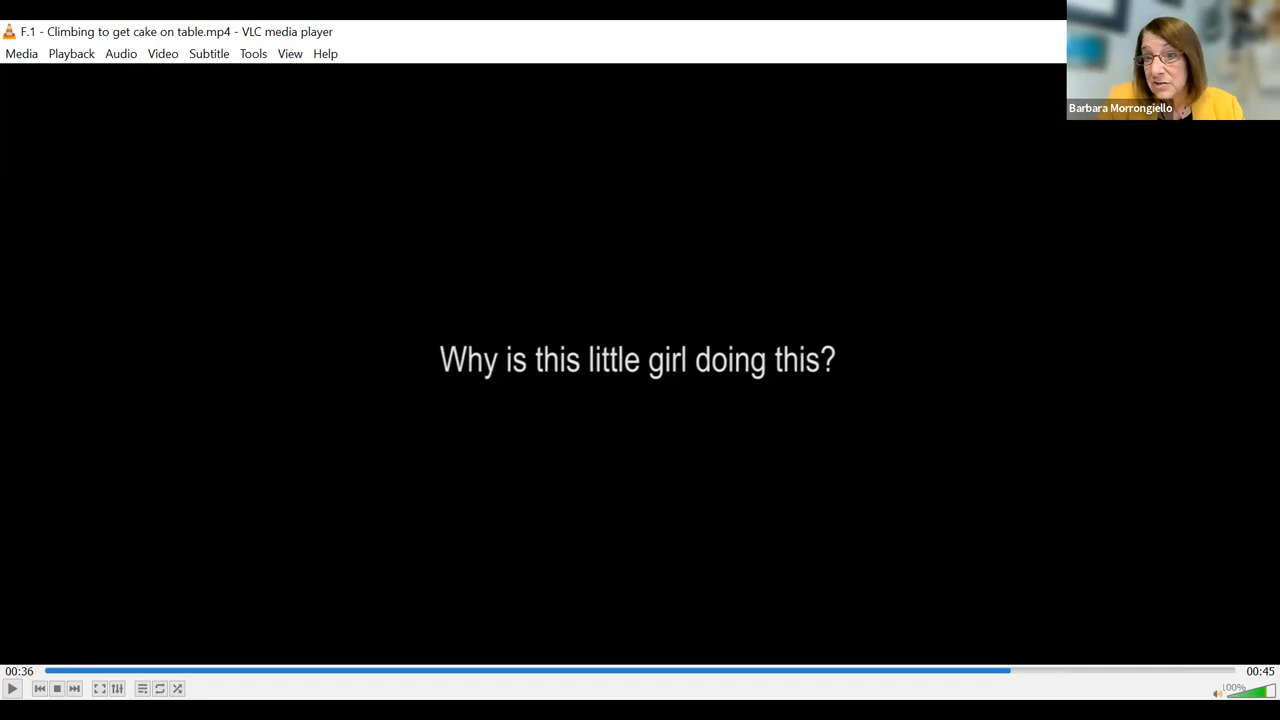 F.1 - Climbing to get cake on table.mp4 - VLC media player
Media Playback Audio Video Subtitle Tools View Help
Barbara Morrongiello
Why is this little girl doing this?
00:36
00:45
100%